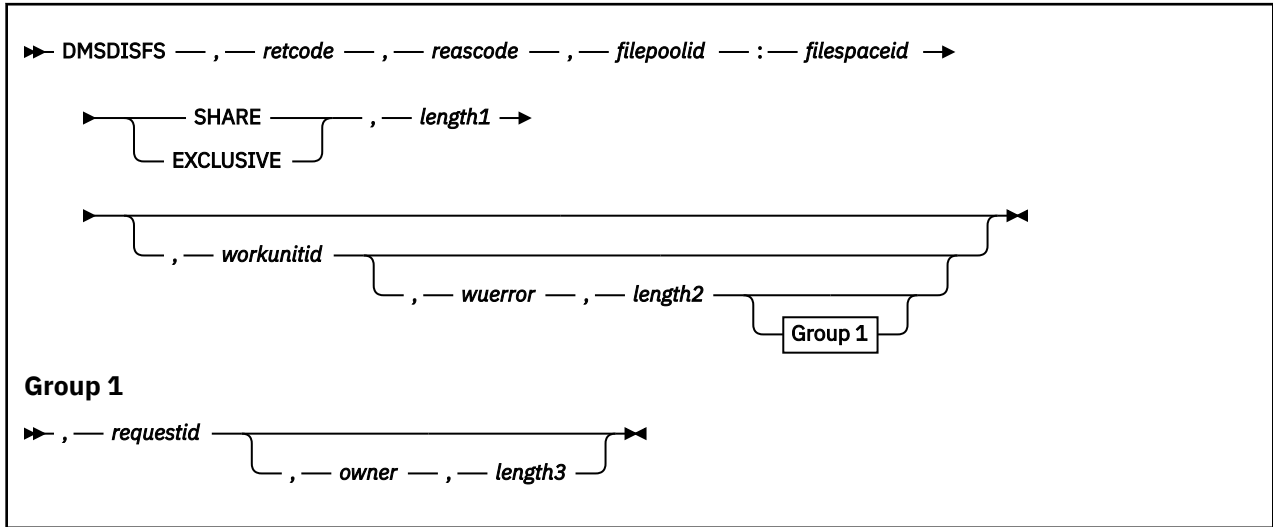 DMSDISFS , retcode , reascode , filepoolid : filespaceid
SHARE , length1
EXCLUSIVE
, workunitid
, wuerror , length2
Group 1
Group 1
, requestid
, owner , length3